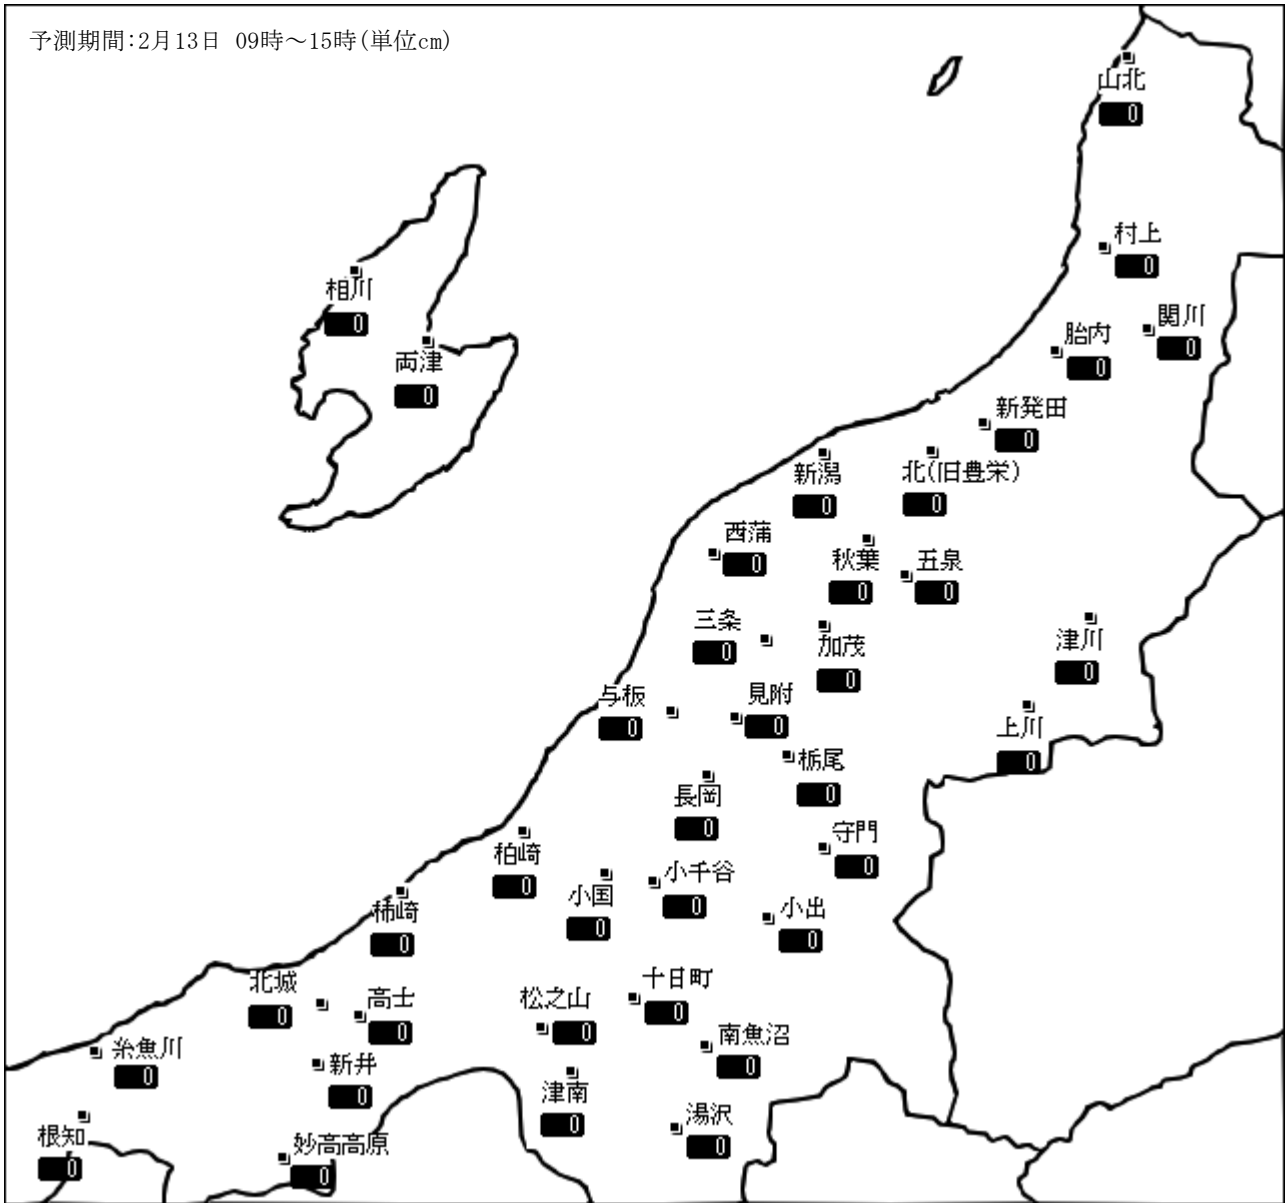 予測期間:2月13日 09時～15時(単位cm)
山北
0
村上
0
相川
0
関川
0
胎内
0
両津
0
新発田
0
新潟
0
北(旧豊栄)
0
西蒲
0
秋葉
0
五泉
0
三条
0
加茂
0
津川
0
与板
0
見附
0
上川
0
栃尾
0
長岡
0
守門
0
柏崎
0
小千谷
0
小国
0
小出
0
柿崎
0
北城
0
高士
0
松之山
0
十日町
0
南魚沼
0
糸魚川
0
新井
0
津南
0
湯沢
0
根知
0
妙高高原
0